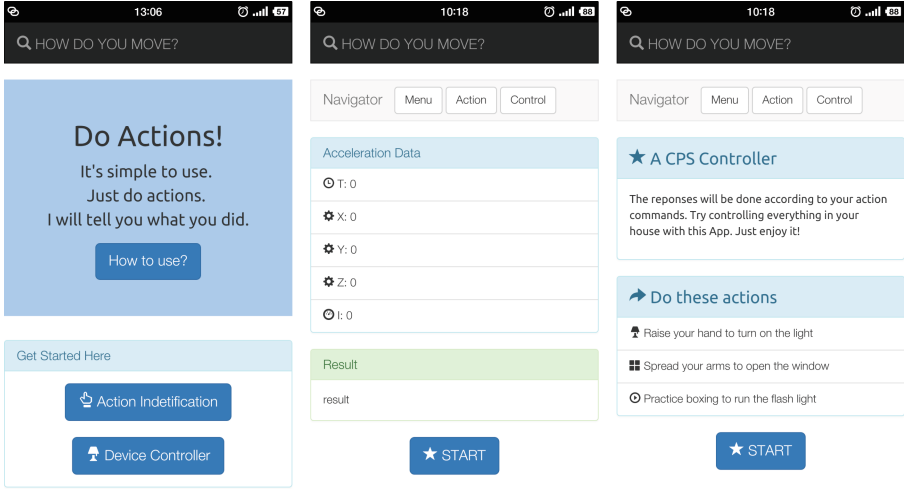 13:06
57
HOW DO YOU MOVE?
Do Actions!
It's simple to use.
Just do actions.
I will tell you what you did.
How to use?
Get Started Here
Action Indetification
Device Controller
10:18
88
HOW DO YOU MOVE?
Navigator Menu Action Control
Acceleration Data
T: 0
X: 0
Y: 0
Z: 0
I: 0
Result
result
START
10:18
88
HOW DO YOU MOVE?
Navigator Menu Action Control
A CPS Controller
The reponses will be done according to your action
commands. Try controlling everything in your
house with this App. Just enjoy it!
Do these actions
Raise your hand to turn on the light
Spread your arms to open the window
Practice boxing to run the flash light
START